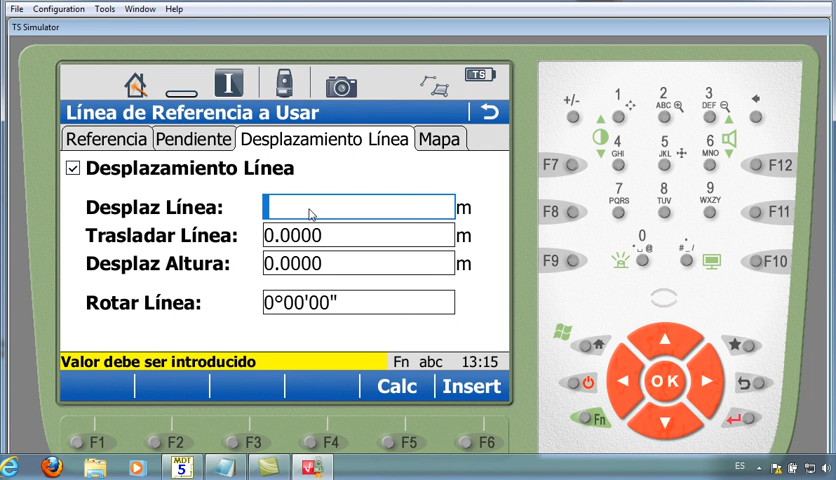 File Configuration Tools Window Help
TS Simulator
I
TS
Línea de Referencia a Usar
Referencia Pendiente Desplazamiento Línea Mapa
Desplazamiento Línea
Desplaz Línea: m
Trasladar Línea: 0.0000 m
Desplaz Altura: 0.0000 m
Rotar Línea: 0°00'00"
Valor debe ser introducido Fn abc 13:15
Calc Insert
F1 F2 F3 F4 F5 F6
+/- 1 2 ABC 3 DEF
4 GHI 5 JKL 6 MNO
F7 F12
7 PQRS 8 TUV 9 WXYZ
F8 F11
0 . # _ /
F9 F10
OK
Fn
MDT 5
ES